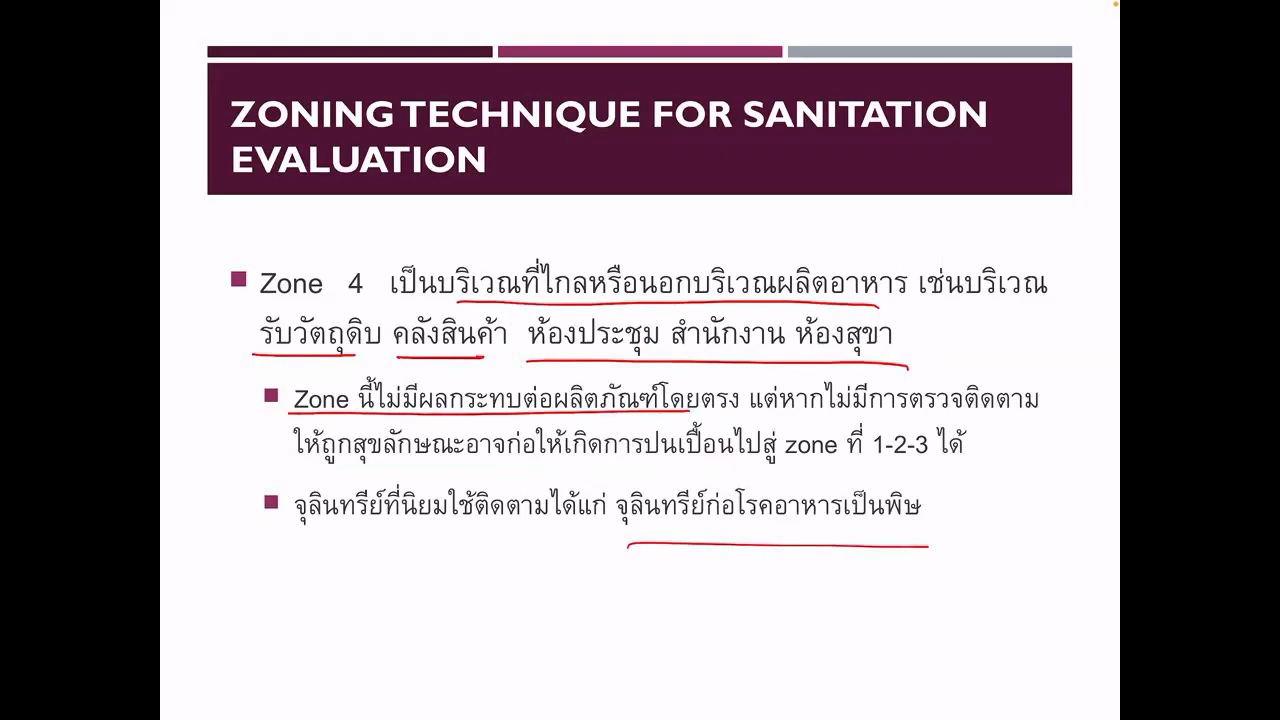 ZONING TECHNIQUE FOR SANITATION
EVALUATION
Zone 4 เป็นบริเวณที่ไกลหรือนอกบริเวณผลิตอาหาร เช่นบริเวณ
รับวัตถุดิบ คลังสินค้า ห้องประชุม สำนักงาน ห้องสุขา
Zone นี้ไม่มีผลกระทบต่อผลิตภัณฑ์โดยตรง แต่หากไม่มีการตรวจติดตาม
ให้ถูกสุขลักษณะอาจก่อให้เกิดการปนเปื้อนไปสู่ zone ที่ 1-2-3 ได้
จุลินทรีย์ที่นิยมใช้ติดตามได้แก่ จุลินทรีย์ก่อโรคอาหารเป็นพิษ